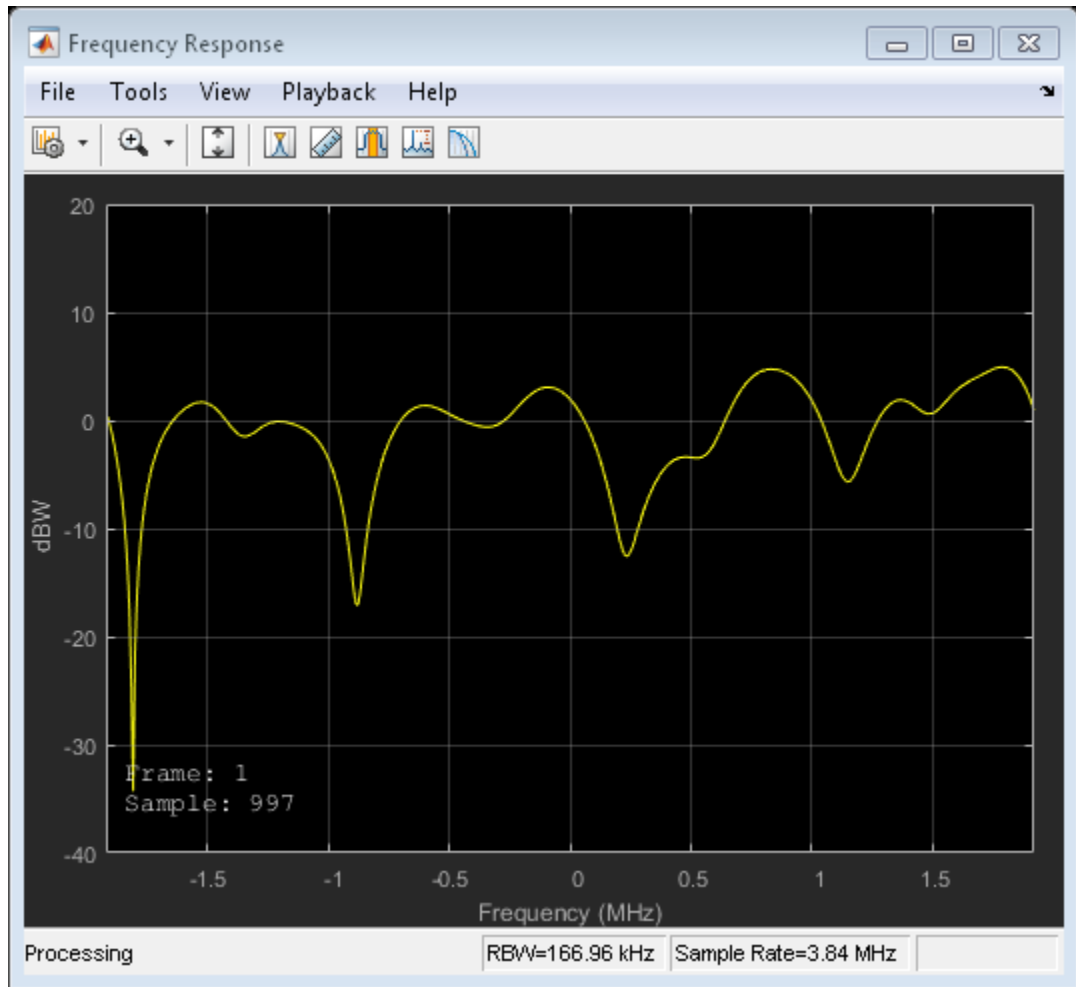 Frequency Response
File Tools View Playback Help
20
10
0
-10
-20
-30
-40
dBW
Frame: 1
Sample: 997
-1.5 -1 -0.5 0 0.5 1 1.5
Frequency (MHz)
Processing RBW=166.96 kHz Sample Rate=3.84 MHz